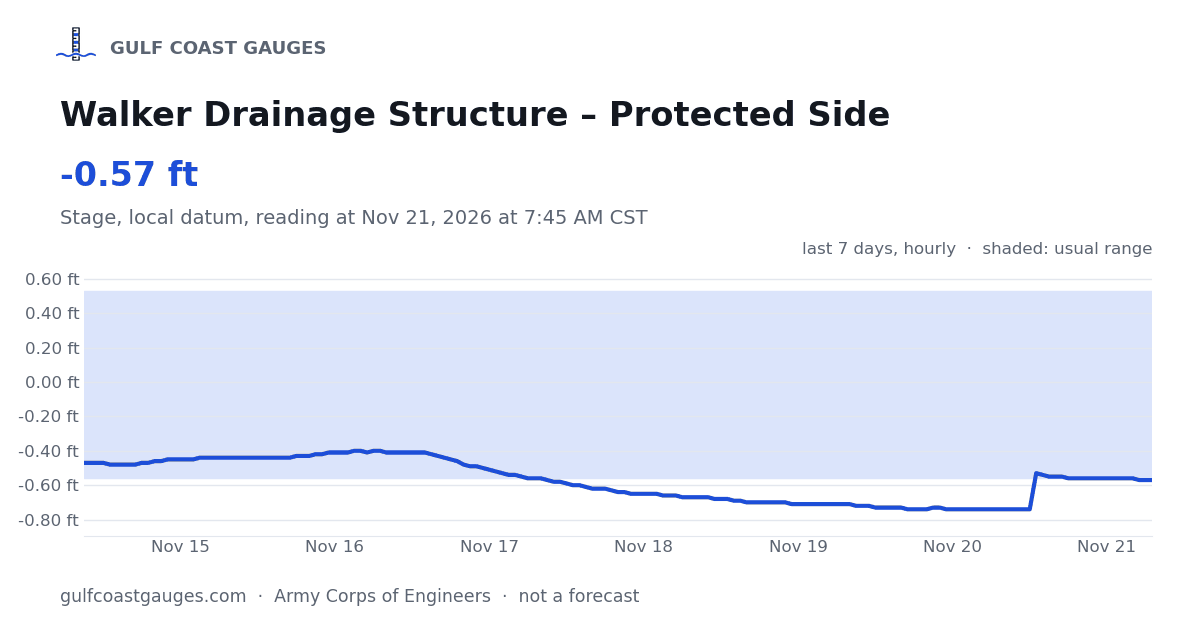 GULF COAST GAUGES
Walker Drainage Structure – Protected Side
-0.57 ft
Stage, local datum, reading at Nov 21, 2026 at 7:45 AM CST
last 7 days, hourly · shaded: usual range
0.60 ft
0.40 ft
0.20 ft
0.00 ft
-0.20 ft
-0.40 ft
-0.60 ft
-0.80 ft
Nov 15 Nov 16 Nov 17 Nov 18 Nov 19 Nov 20 Nov 21
gulfcoastgauges.com · Army Corps of Engineers · not a forecast